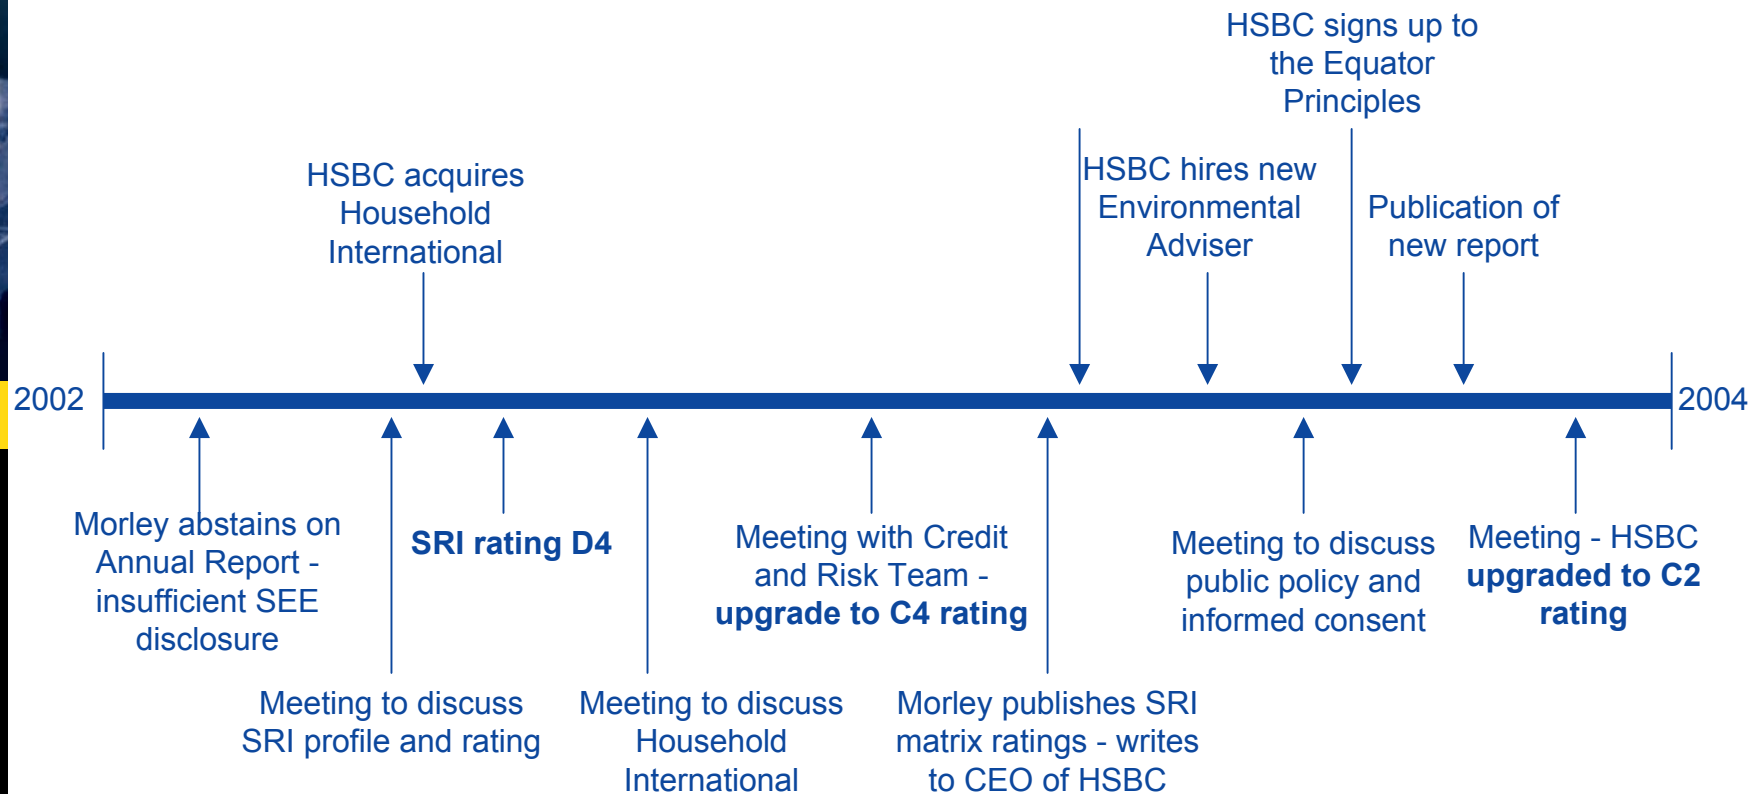 HSBC signs up to
the Equator
Principles
HSBC acquires
Household
International
HSBC hires new
Environmental
Adviser
Publication of
new report
2002
2004
Morley abstains on
Annual Report -
insufficient SEE
disclosure
SRI rating D4
Meeting with Credit
and Risk Team -
upgrade to C4 rating
Meeting to discuss
public policy and
informed consent
Meeting - HSBC
upgraded to C2
rating
Meeting to discuss
SRI profile and rating
Meeting to discuss
Household
International
Morley publishes SRI
matrix ratings - writes
to CEO of HSBC